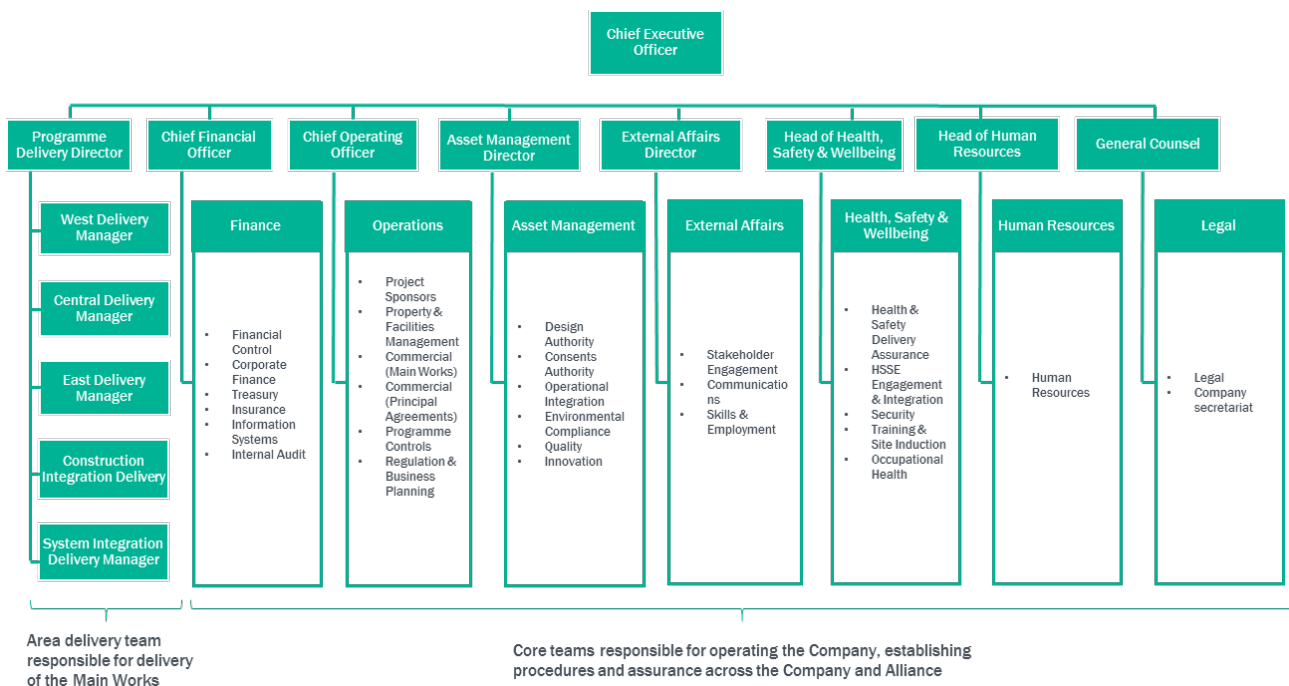 Chief Executive
Officer
Programme
Delivery Director
Chief Financial
Officer
Chief Operating
Officer
Asset Management
Director
External Affairs
Director
Head of Health,
Safety & Wellbeing
Head of Human
Resources
General Counsel
West Delivery
Manager
Central Delivery
Manager
East Delivery
Manager
Construction
Integration Delivery
System Integration
Delivery Manager
Finance
• Financial
Control
• Corporate
Finance
• Treasury
• Insurance
• Information
Systems
• Internal Audit
Operations
• Project
Sponsors
• Property &
Facilities
Management
• Commercial
(Main Works)
• Commercial
(Principal
Agreements)
• Programme
Controls
• Regulation &
Business
Planning
Asset Management
• Design
Authority
• Consents
Authority
• Operational
Integration
• Environmental
Compliance
• Quality
• Innovation
External Affairs
• Stakeholder
Engagement
• Communicatio
ns
• Skills &
Employment
Health, Safety &
Wellbeing
• Health &
Safety
Delivery
Assurance
• HSSE
Engagement
& Integration
• Security
• Training &
Site Induction
• Occupational
Health
Human Resources
• Human
Resources
Legal
• Legal
• Company
secretariat
Area delivery team
responsible for delivery
of the Main Works
Core teams responsible for operating the Company, establishing
procedures and assurance across the Company and Alliance